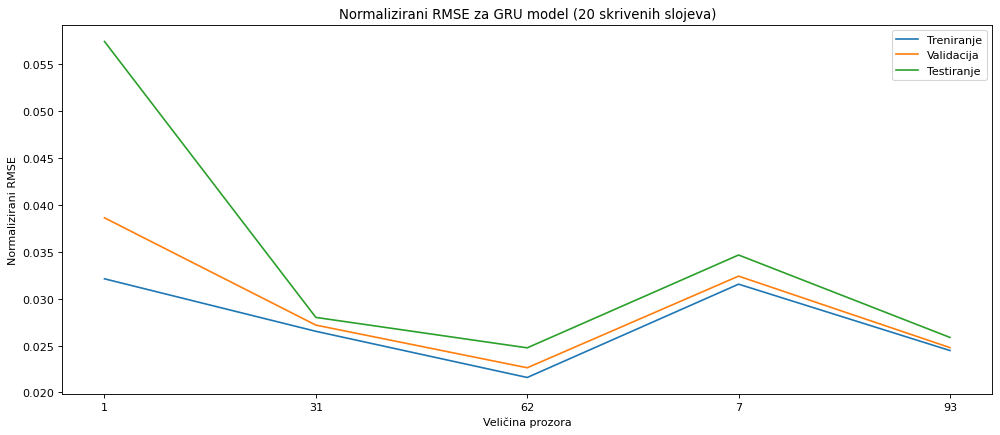 Normalizirani RMSE za GRU model (20 skrivenih slojeva)
Treniranje
Validacija
Testiranje
Normalizirani RMSE
0.055
0.050
0.045
0.040
0.035
0.030
0.025
0.020
1 31 62 7 93
Veličina prozora